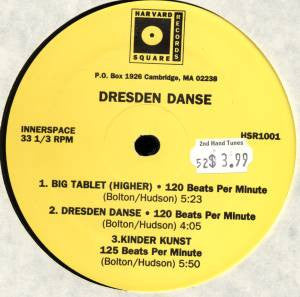 HARVARD
SQUARE
RECORDS
P.O. Box 1926 Cambridge, MA 02238
DRESDEN DANSE
INNERSPACE
33 1/3 RPM
HSR1001
2nd Hand Tunes
52$ 3.99
1. BIG TABLET (HIGHER) • 120 Beats Per Minute
(Bolton/Hudson) 5:23
2. DRESDEN DANSE • 120 Beats Per Minute
(Bolton/Hudson) 4:05
3.KINDER KUNST
125 Beats Per Minute
(Bolton/Hudson) 5:50